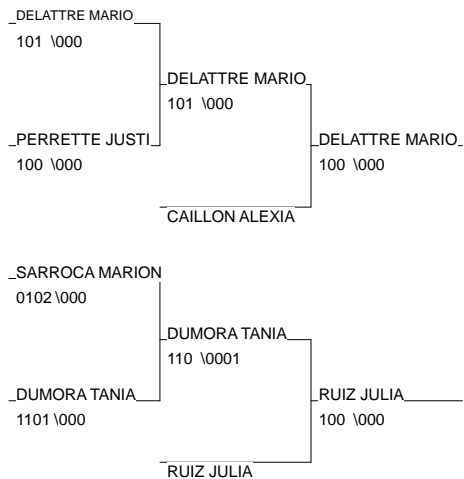 DELATTRE MARIO
101 \000
DELATTRE MARIO
101 \000
PERRETTE JUSTI
100 \000
DELATTRE MARIO
100 \000
CAILLON ALEXIA
SARROCA MARION
0102 \000
DUMORA TANIA
110 \0001
DUMORA TANIA
1101 \000
RUIZ JULIA
100 \000
RUIZ JULIA